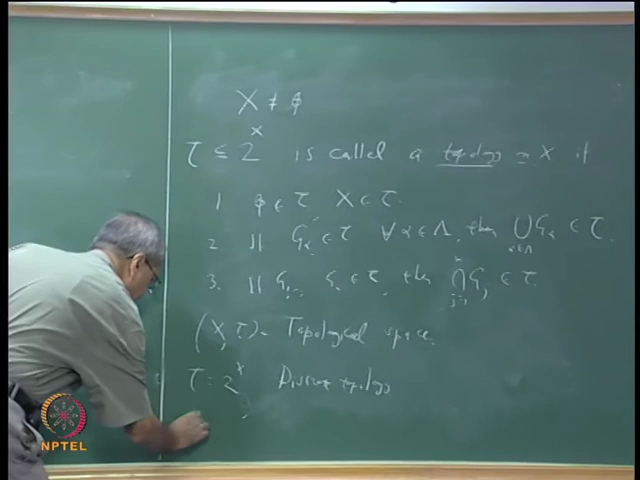 X ≠ φ
τ ⊆ 2^X is called a topology on X if
1 φ ∈ τ X ∈ τ.
2. If G_α ∈ τ ∀ α ∈ Λ, then ⋃_{α∈Λ} G_α ∈ τ.
3. If G_1, ... G_n ∈ τ, then ⋂_{j=1}^n G_j ∈ τ.
(X, τ) – Topological space.
τ = 2^X, Discrete topology
NPTEL